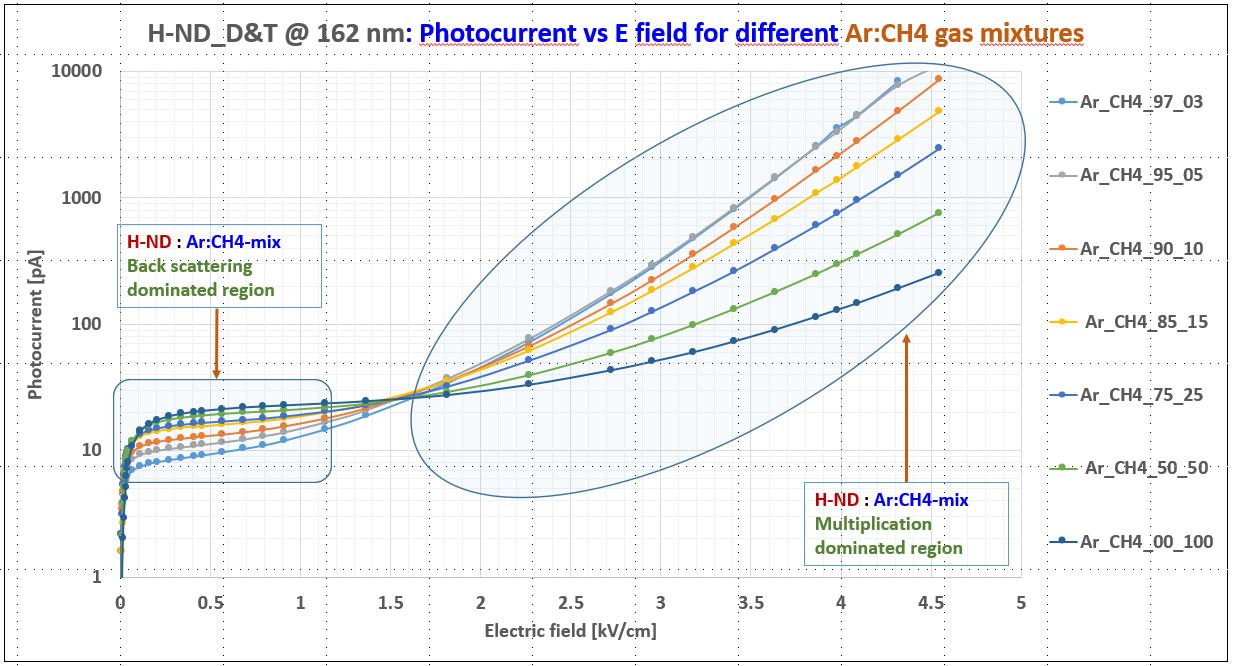 H-ND_D&T @ 162 nm: Photocurrent vs E field for different Ar:CH4 gas mixtures
10000
1000
100
10
1
Photocurrent [pA]
H-ND : Ar:CH4-mix
Back scattering
dominated region
H-ND : Ar:CH4-mix
Multiplication
dominated region
0 0.5 1 1.5 2 2.5 3 3.5 4 4.5 5
Electric field [kV/cm]
Ar_CH4_97_03
Ar_CH4_95_05
Ar_CH4_90_10
Ar_CH4_85_15
Ar_CH4_75_25
Ar_CH4_50_50
Ar_CH4_00_100